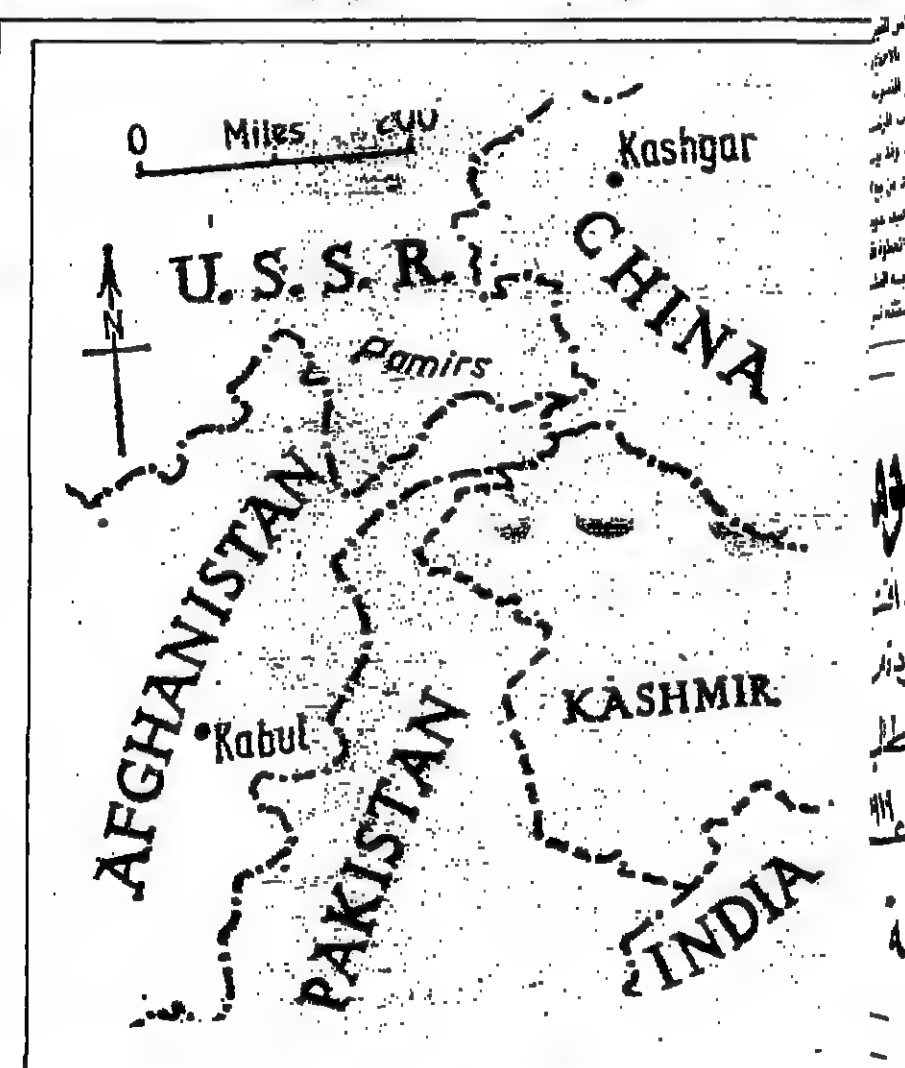 0 Miles 200
Kashgar
CHINA
U.S.S.R.
N
Pamirs
AFGHANISTAN
KASHMIR
Kabul
PAKISTAN
INDIA